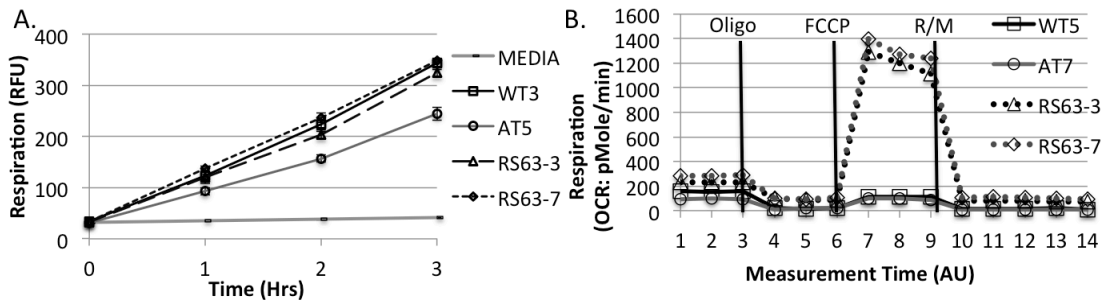 A.
Respiration (RFU)
400
300
200
100
0
0
1
2
3
Time (Hrs)
MEDIA
WT3
AT5
RS63-3
RS63-7
B.
Respiration
(OCR: pMole/min)
1600
1400
1200
1000
800
600
400
200
0
Oligo
FCCP
R/M
1 2 3 4 5 6 7 8 9 10 11 12 13 14
Measurement Time (AU)
WT5
AT7
RS63-3
RS63-7